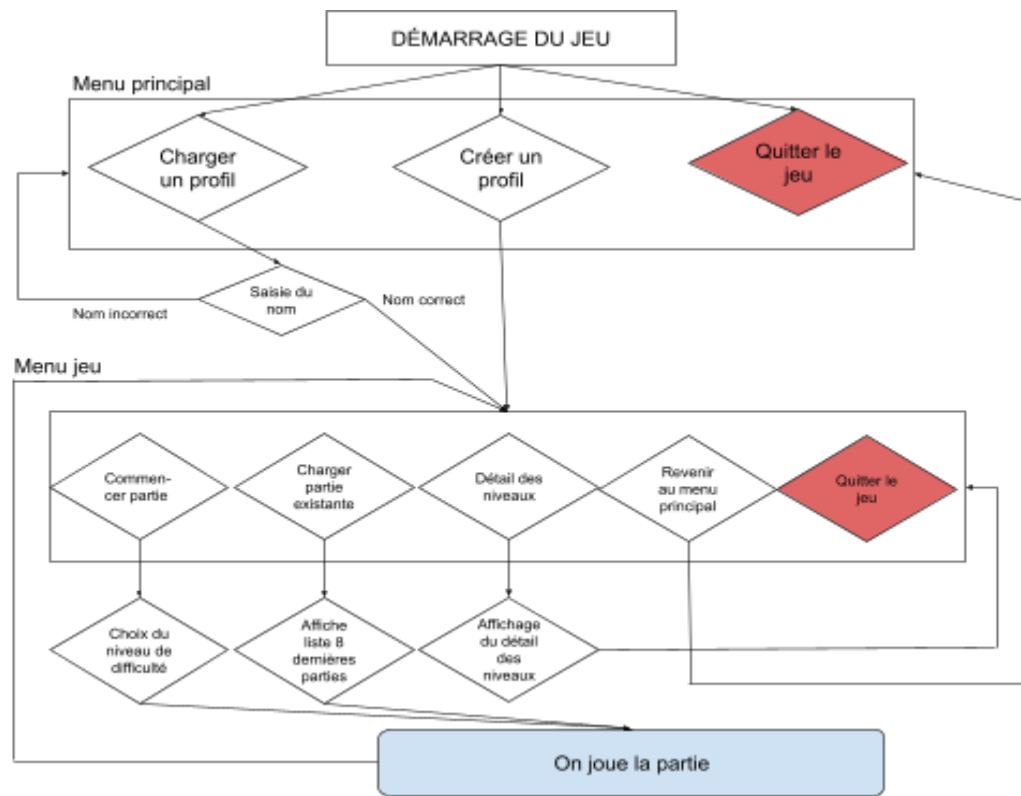 DÉMARRAGE DU JEU
Menu principal
Charger
un profil
Créer un
profil
Quitter le
jeu
Saisie du
nom
Nom incorrect
Nom correct
Menu jeu
Commen-
cer partie
Charger
partie
existante
Détail des
niveaux
Revenir
au menu
principal
Quitter le
jeu
Choix du
niveau de
difficulté
Affiche
liste 8
dernières
parties
Affichage
du détail
des
niveaux
On joue la partie